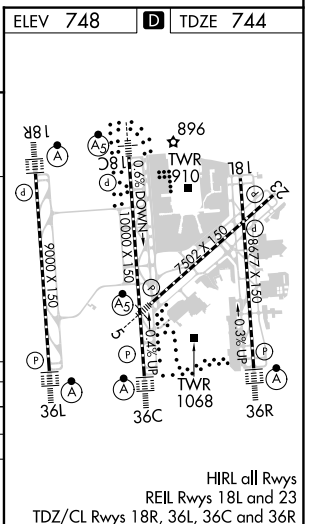 ELEV 748 D TDZE 744
18R
A
A5
18C
896
TWR
910
18L
23
P
P
P
P
0.6% DOWN
9000 X 150
10000 X 150
7502 X 150
8677 X 150
P
A5
5
0.4% UP
0.3% UP
P
P
P
A
A
TWR
1068
A
36L
36C
36R
HIRL all Rwys
REIL Rwys 18L and 23
TDZ/CL Rwys 18R, 36L, 36C and 36R